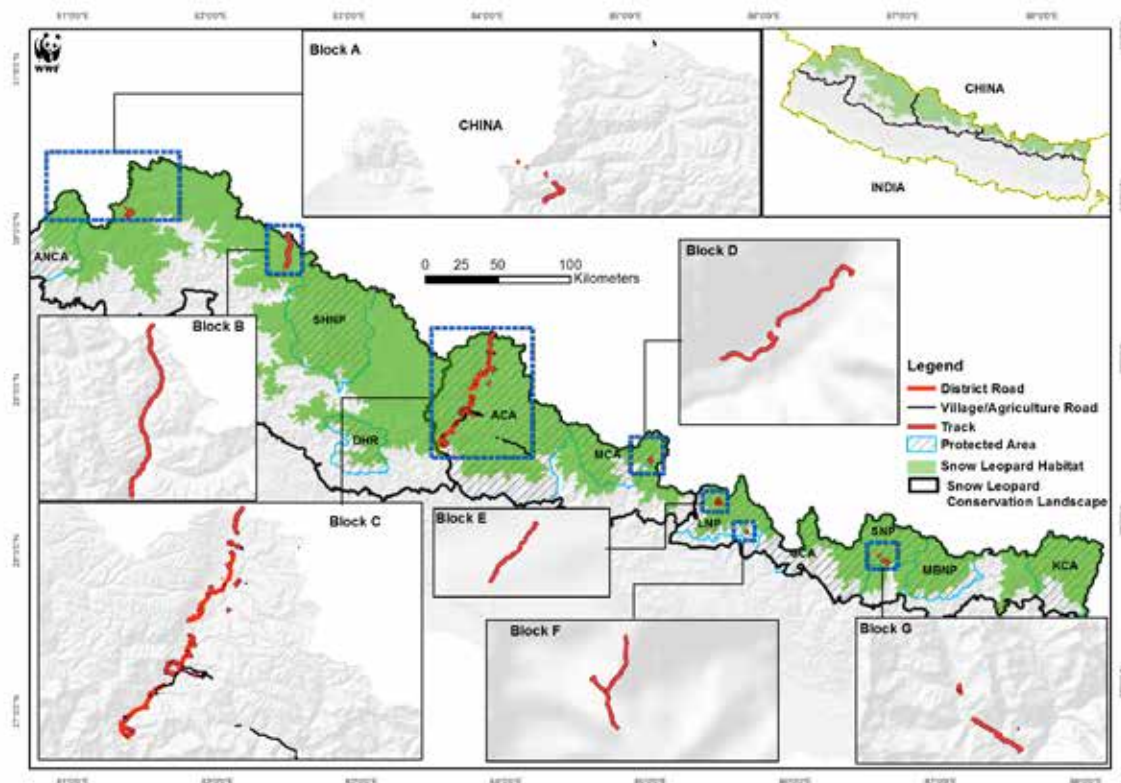 WWF
Block A
CHINA
CHINA
INDIA
ANCA
Block B
SHNP
0 25 50 100
Kilometers
Block D
DHR
ACA
MCA
Legend
District Road
Village/Agriculture Road
Track
Protected Area
Snow Leopard Habitat
Snow Leopard
Conservation Landscape
Block C
Block E
LNP
SNP
MBNP
KCA
Block F
Block G